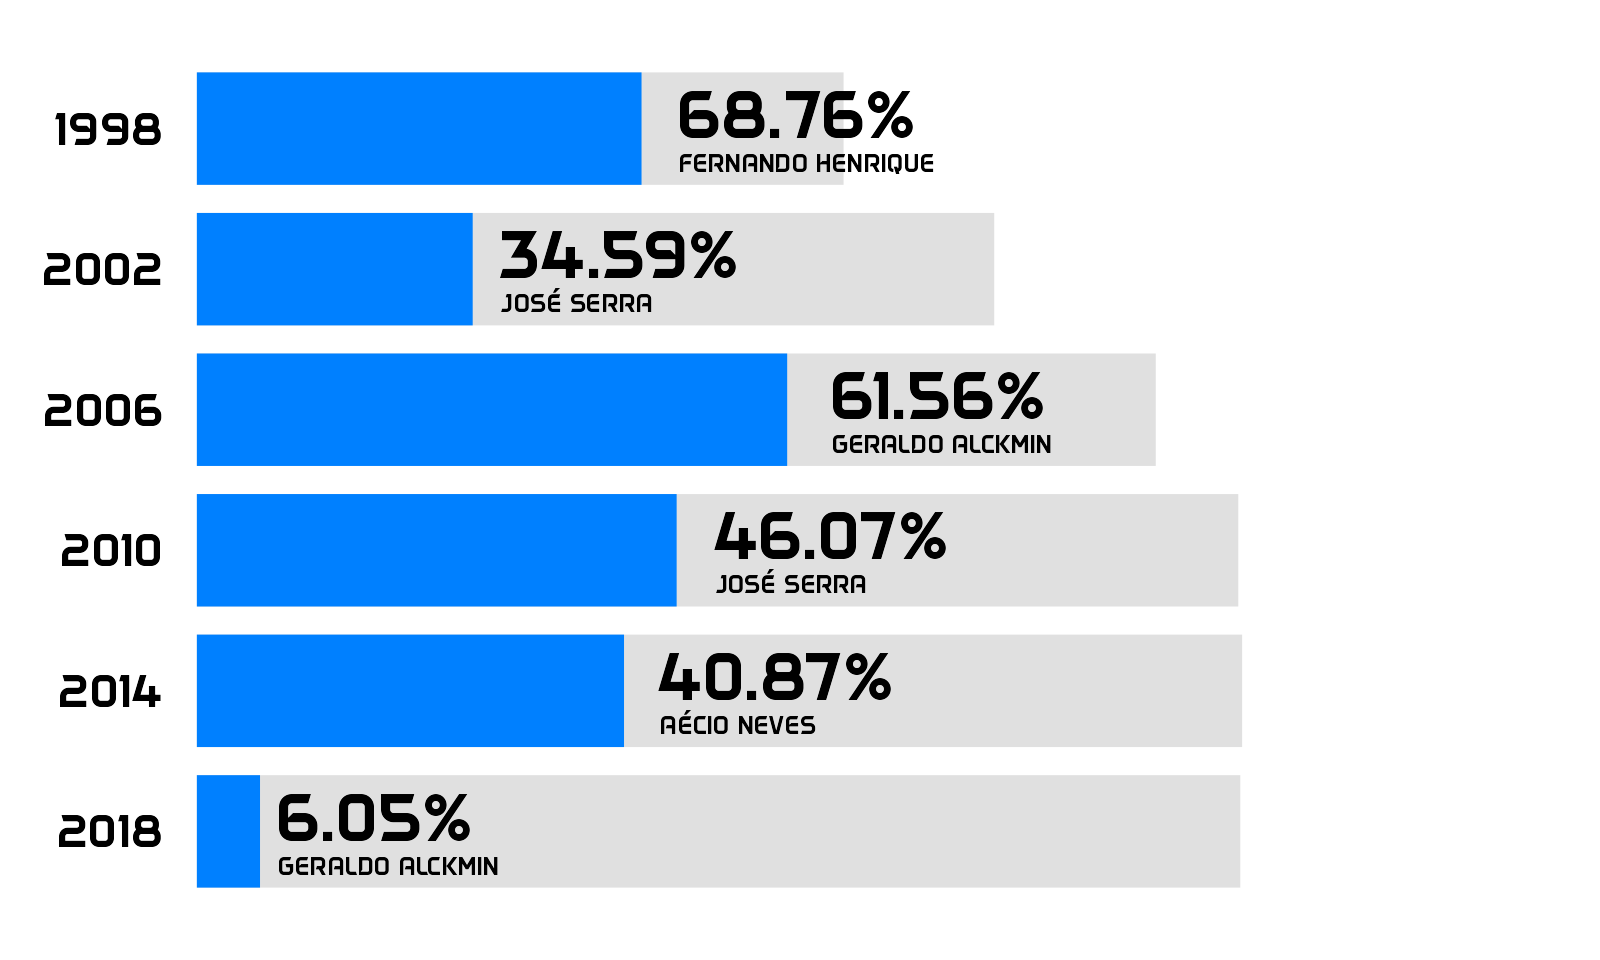 1998
68.76%
FERNANDO HENRIQUE
2002
34.59%
JOSÉ SERRA
2006
61.56%
GERALDO ALCKMIN
2010
46.07%
JOSÉ SERRA
2014
40.87%
AÉCIO NEVES
2018
6.05%
GERALDO ALCKMIN